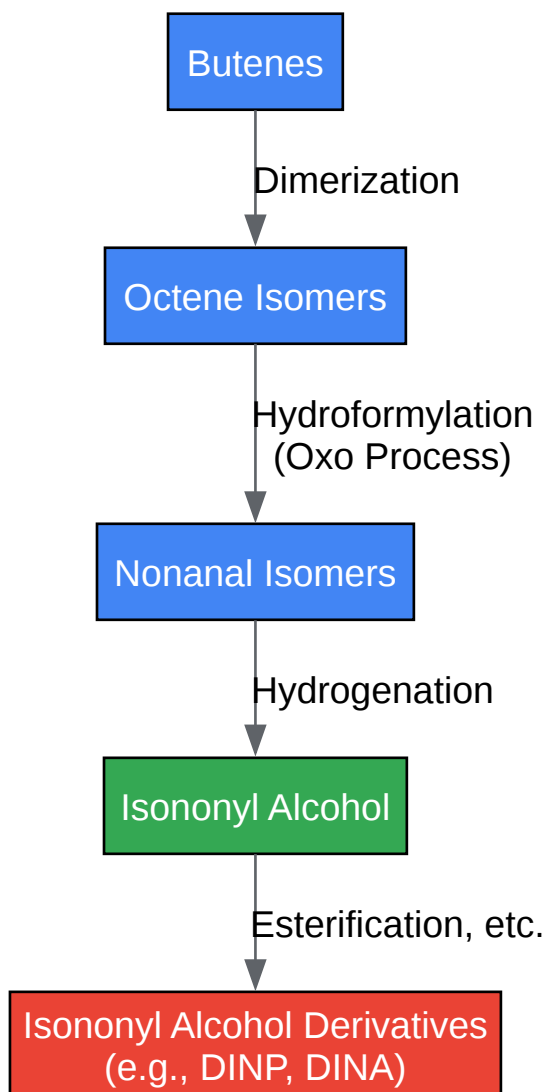 Butenes
Dimerization
Octene Isomers
Hydroformylation
(Oxo Process)
Nonanal Isomers
Hydrogenation
Isononyl Alcohol
Esterification, etc.
Isononyl Alcohol Derivatives
(e.g., DINP, DINA)